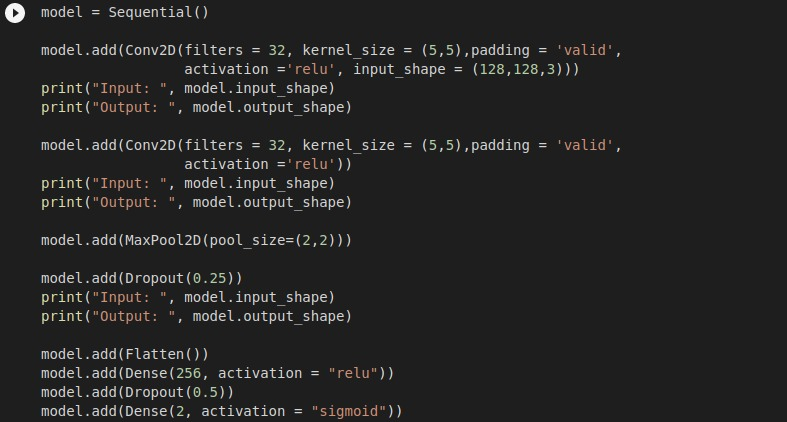 model = Sequential()

model.add(Conv2D(filters = 32, kernel_size = (5,5),padding = 'valid',
                 activation ='relu', input_shape = (128,128,3)))
print("Input: ", model.input_shape)
print("Output: ", model.output_shape)

model.add(Conv2D(filters = 32, kernel_size = (5,5),padding = 'valid',
                 activation ='relu'))
print("Input: ", model.input_shape)
print("Output: ", model.output_shape)

model.add(MaxPool2D(pool_size=(2,2)))

model.add(Dropout(0.25))
print("Input: ", model.input_shape)
print("Output: ", model.output_shape)

model.add(Flatten())
model.add(Dense(256, activation = "relu"))
model.add(Dropout(0.5))
model.add(Dense(2, activation = "sigmoid"))